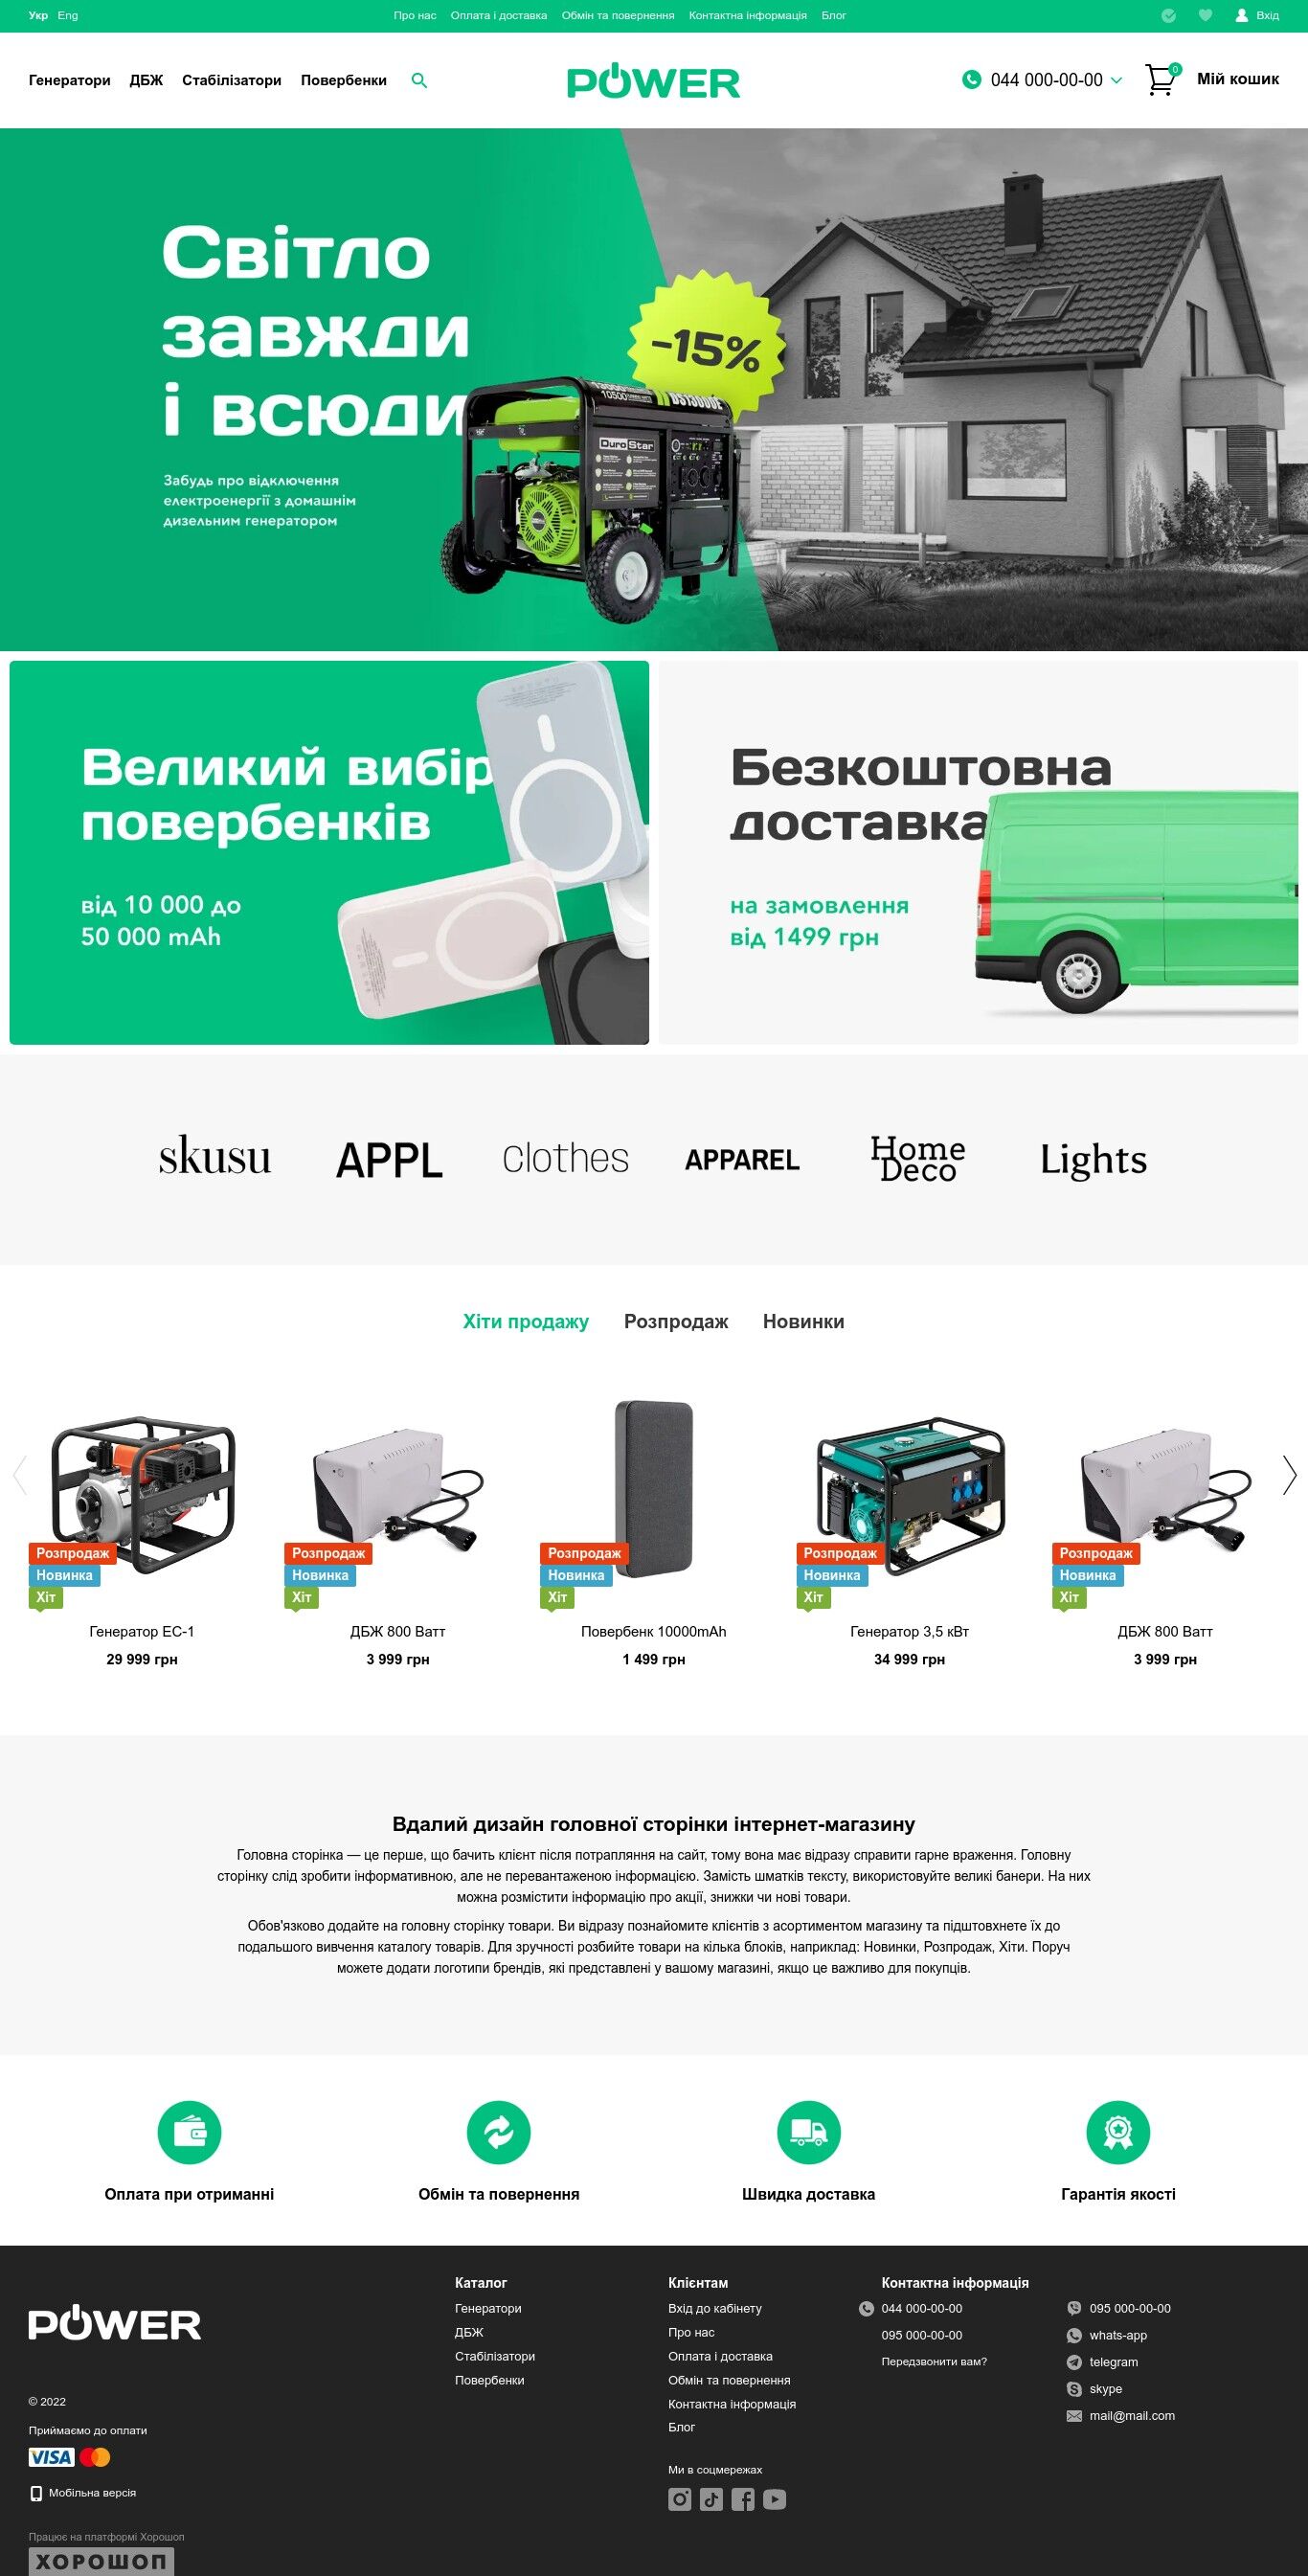 Укр Eng
Про нас Оплата і доставка Обмін та повернення Контактна інформація Блог
Вхід
Генератори ДБЖ Стабілізатори Повербенки
POWER
044 000-00-00
0
Мій кошик
Світло
завжди
і всюди
-15%
Забудь про відключення
електроенергії з домашнім
дизельним генератором
10500
DS13000
DuroStar
Великий вибір
повербенків
від 10 000 до
50 000 mAh
Безкоштовна
доставка
на замовлення
від 1499 грн
skusu
APPL
Clothes
APPAREL
Home
Deco
Lights
Хіти продажу Розпродаж Новинки
Розпродаж
Новинка
Хіт
Генератор ЕС-1
29 999 грн
Розпродаж
Новинка
Хіт
ДБЖ 800 Ватт
3 999 грн
Розпродаж
Новинка
Хіт
Повербенк 10000mAh
1 499 грн
Розпродаж
Новинка
Хіт
Генератор 3,5 кВт
34 999 грн
Розпродаж
Новинка
Хіт
ДБЖ 800 Ватт
3 999 грн
Вдалий дизайн головної сторінки інтернет-магазину
Головна сторінка — це перше, що бачить клієнт після потрапляння на сайт, тому вона має відразу справити гарне враження. Головну
сторінку слід зробити інформативною, але не перевантаженою інформацією. Замість шматків тексту, використовуйте великі банери. На них
можна розмістити інформацію про акції, знижки чи нові товари.
Обов'язково додайте на головну сторінку товари. Ви відразу познайомите клієнтів з асортиментом магазину та підштовхнете їх до
подальшого вивчення каталогу товарів. Для зручності розбийте товари на кілька блоків, наприклад: Новинки, Розпродаж, Хіти. Поруч
можете додати логотипи брендів, які представлені у вашому магазині, якщо це важливо для покупців.
Оплата при отриманні
Обмін та повернення
Швидка доставка
Гарантія якості
POWER
© 2022
Приймаємо до оплати
VISA
Мобільна версія
Працює на платформі Хорошоп
ХОРОШОП
Каталог
Генератори
ДБЖ
Стабілізатори
Повербенки
Клієнтам
Вхід до кабінету
Про нас
Оплата і доставка
Обмін та повернення
Контактна інформація
Блог
Ми в соцмережах
Контактна інформація
044 000-00-00
095 000-00-00
Передзвонити вам?
095 000-00-00
whats-app
telegram
skype
mail@mail.com